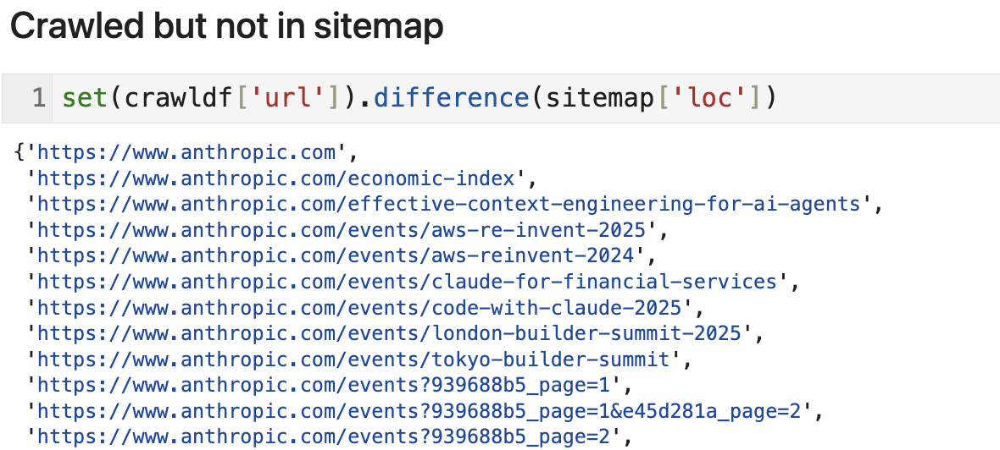 Crawled but not in sitemap
1 set(crawldf['url']).difference(sitemap['loc'])
{'https://www.anthropic.com',
'https://www.anthropic.com/economic-index',
'https://www.anthropic.com/effective-context-engineering-for-ai-agents',
'https://www.anthropic.com/events/aws-re-invent-2025',
'https://www.anthropic.com/events/aws-reinvent-2024',
'https://www.anthropic.com/events/claude-for-financial-services',
'https://www.anthropic.com/events/code-with-claude-2025',
'https://www.anthropic.com/events/london-builder-summit-2025',
'https://www.anthropic.com/events/tokyo-builder-summit',
'https://www.anthropic.com/events?939688b5_page=1',
'https://www.anthropic.com/events?939688b5_page=1&e45d281a_page=2',
'https://www.anthropic.com/events?939688b5_page=2',